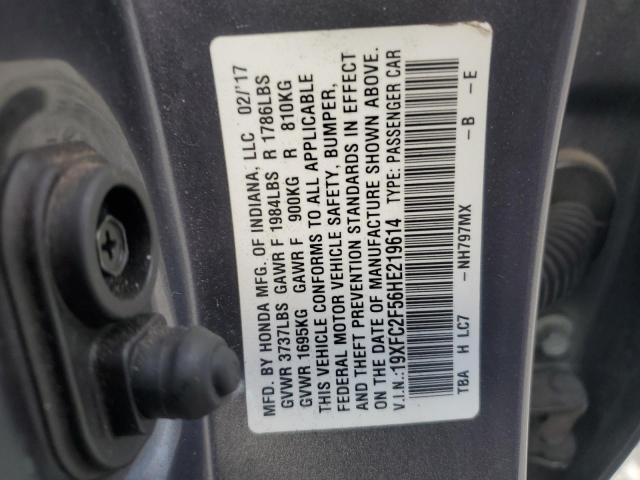 MFD. BY HONDA MFG. OF INDIANA, LLC 02/'17
GVWR 3737LBS GAWR F 1984LBS R 1786LBS
GVWR 1695KG GAWR F 900KG R 810KG
THIS VEHICLE CONFORMS TO ALL APPLICABLE
FEDERAL MOTOR VEHICLE SAFETY, BUMPER,
AND THEFT PREVENTION STANDARDS IN EFFECT
ON THE DATE OF MANUFACTURE SHOWN ABOVE.
V.I.N.:19XFC2F56HE219614 TYPE: PASSENGER CAR
TBA H LC7 -NH797MX -B -E